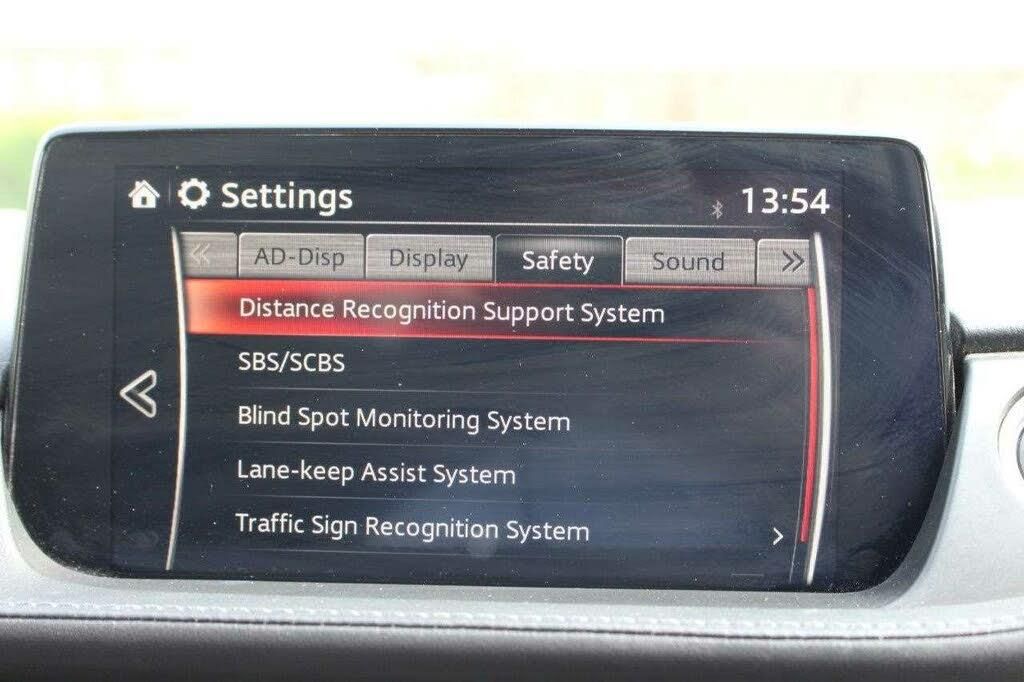 Settings
13:54
AD-Disp
Display
Safety
Sound
Distance Recognition Support System
SBS/SCBS
Blind Spot Monitoring System
Lane-keep Assist System
Traffic Sign Recognition System